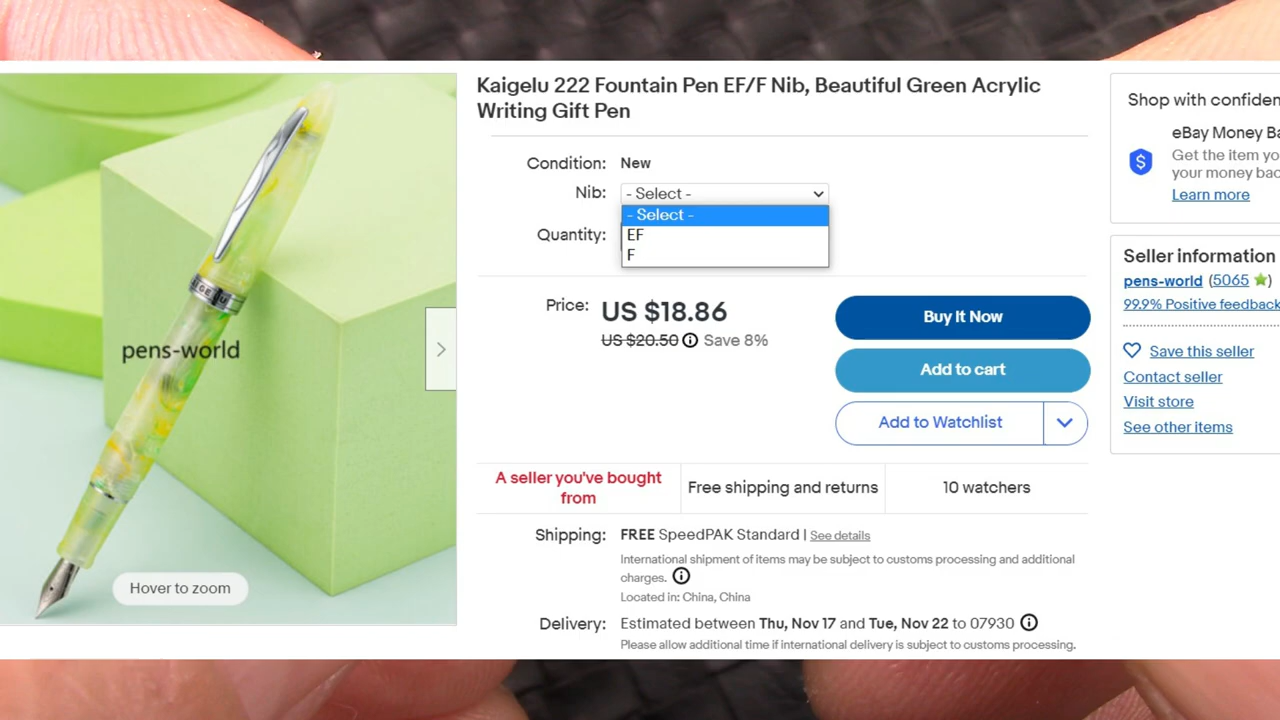 Kaigelu 222 Fountain Pen EF/F Nib, Beautiful Green Acrylic
Writing Gift Pen
Condition: New
Nib: - Select -
- Select -
EF
F
Quantity:
Price: US $18.86
US $20.50 Save 8%
Buy It Now
Add to cart
Add to Watchlist
A seller you've bought
from
Free shipping and returns
10 watchers
Shipping: FREE SpeedPAK Standard | See details
International shipment of items may be subject to customs processing and additional
charges.
Located in: China, China
Delivery: Estimated between Thu, Nov 17 and Tue, Nov 22 to 07930
Please allow additional time if international delivery is subject to customs processing.
pens-world
Hover to zoom
Shop with confiden
eBay Money Ba
Get the item yo
your money bac
Learn more
Seller information
pens-world (5065)
99.9% Positive feedback
Save this seller
Contact seller
Visit store
See other items